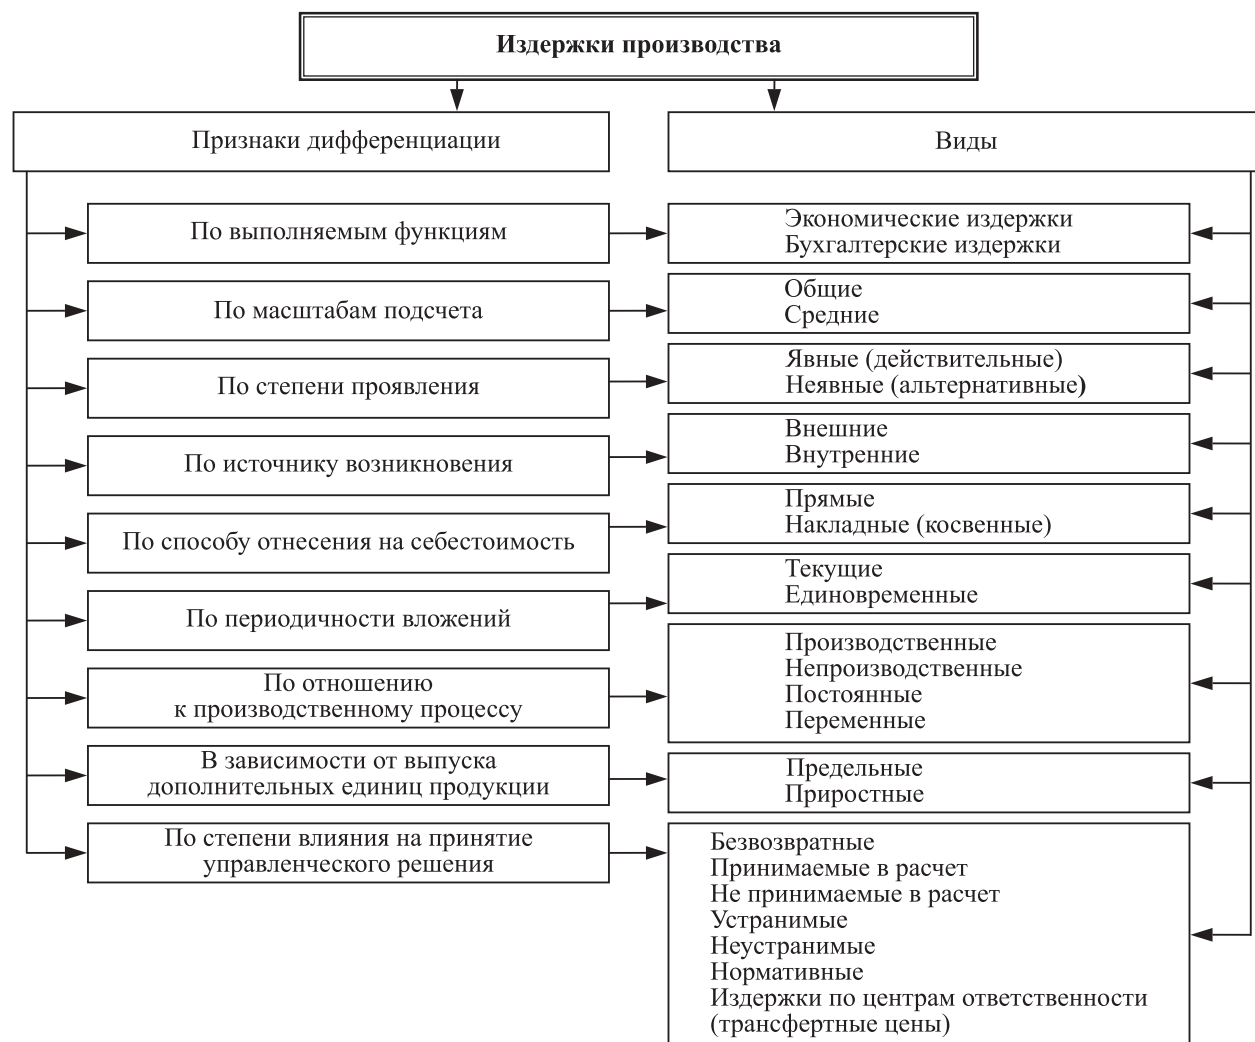 Издержки производства
Признаки дифференциации
Виды
По выполняемым функциям
Экономические издержки
Бухгалтерские издержки
По масштабам подсчета
Общие
Средние
По степени проявления
Явные (действительные)
Неявные (альтернативные)
По источнику возникновения
Внешние
Внутренние
По способу отнесения на себестоимость
Прямые
Накладные (косвенные)
По периодичности вложений
Текущие
Единовременные
По отношению
к производственному процессу
Производственные
Непроизводственные
Постоянные
Переменные
В зависимости от выпуска
дополнительных единиц продукции
Предельные
Приростные
По степени влияния на принятие
управленческого решения
Безвозвратные
Принимаемые в расчет
Не принимаемые в расчет
Устранимые
Неустранимые
Нормативные
Издержки по центрам ответственности
(трансфертные цены)